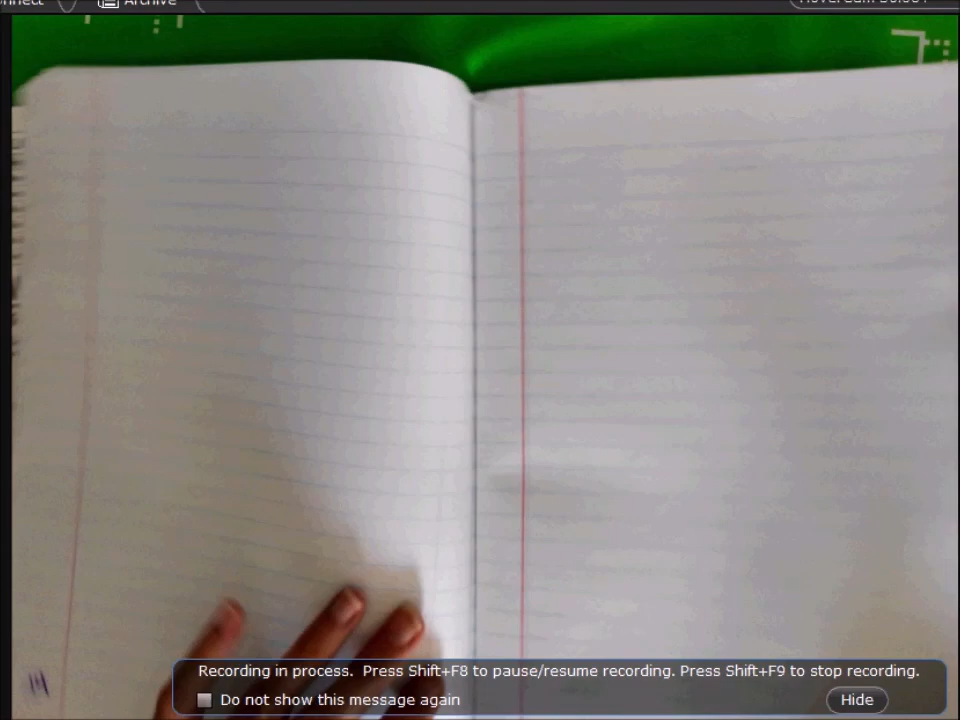 Archive
Recording in process. Press Shift+F8 to pause/resume recording. Press Shift+F9 to stop recording.
Do not show this message again
Hide